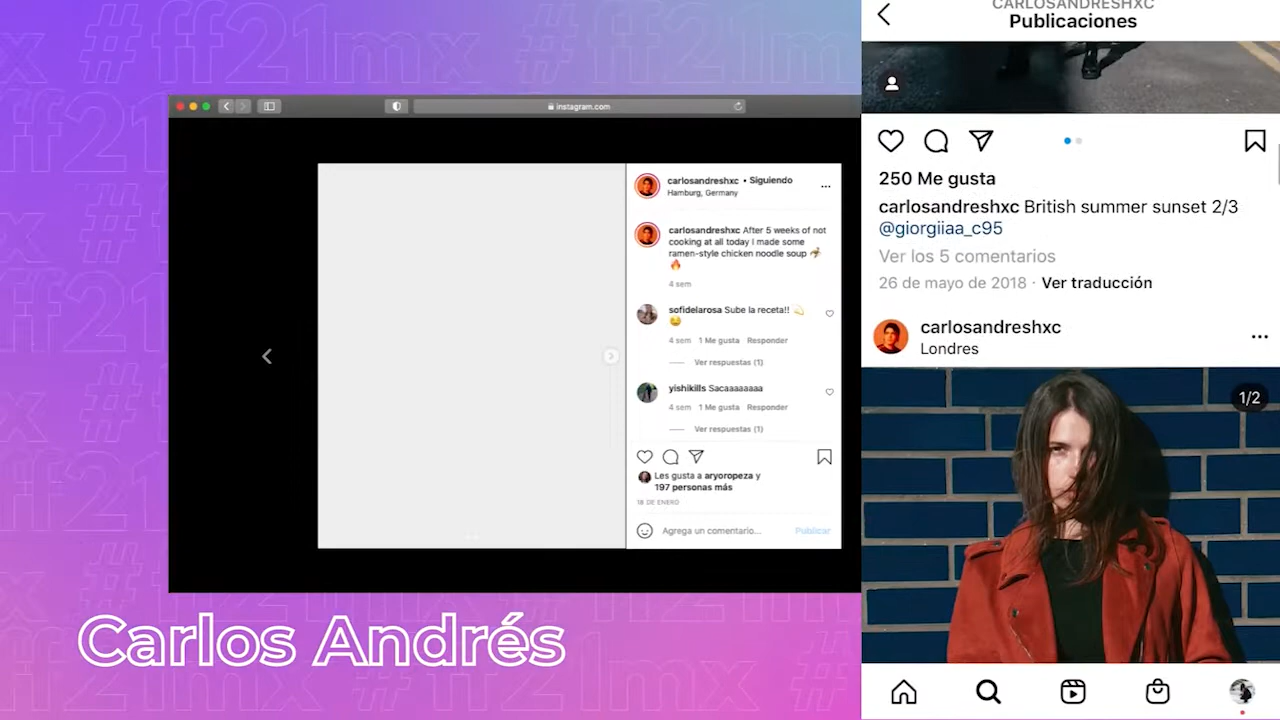 #ff21mx
instagram.com
carlosandreshxc • Siguiendo
Hamburg, Germany
carlosandreshxc After 5 weeks of not
cooking at all today I made some
ramen-style chicken noodle soup
4 sem
sofidelarosa Sube la receta!!
4 sem 1 Me gusta Responder
Ver respuestas (1)
yishikills Sacaaaaaaaa
4 sem 1 Me gusta Responder
Ver respuestas (1)
Les gusta a aryoropeza y
197 personas más
18 DE ENERO
Agrega un comentario... Publicar
Carlos Andrés
#ff21mx
CARLOSANDRESHXC
Publicaciones
250 Me gusta
carlosandreshxc British summer sunset 2/3
@giorgiiaa_c95
Ver los 5 comentarios
26 de mayo de 2018 · Ver traducción
carlosandreshxc
Londres
1/2